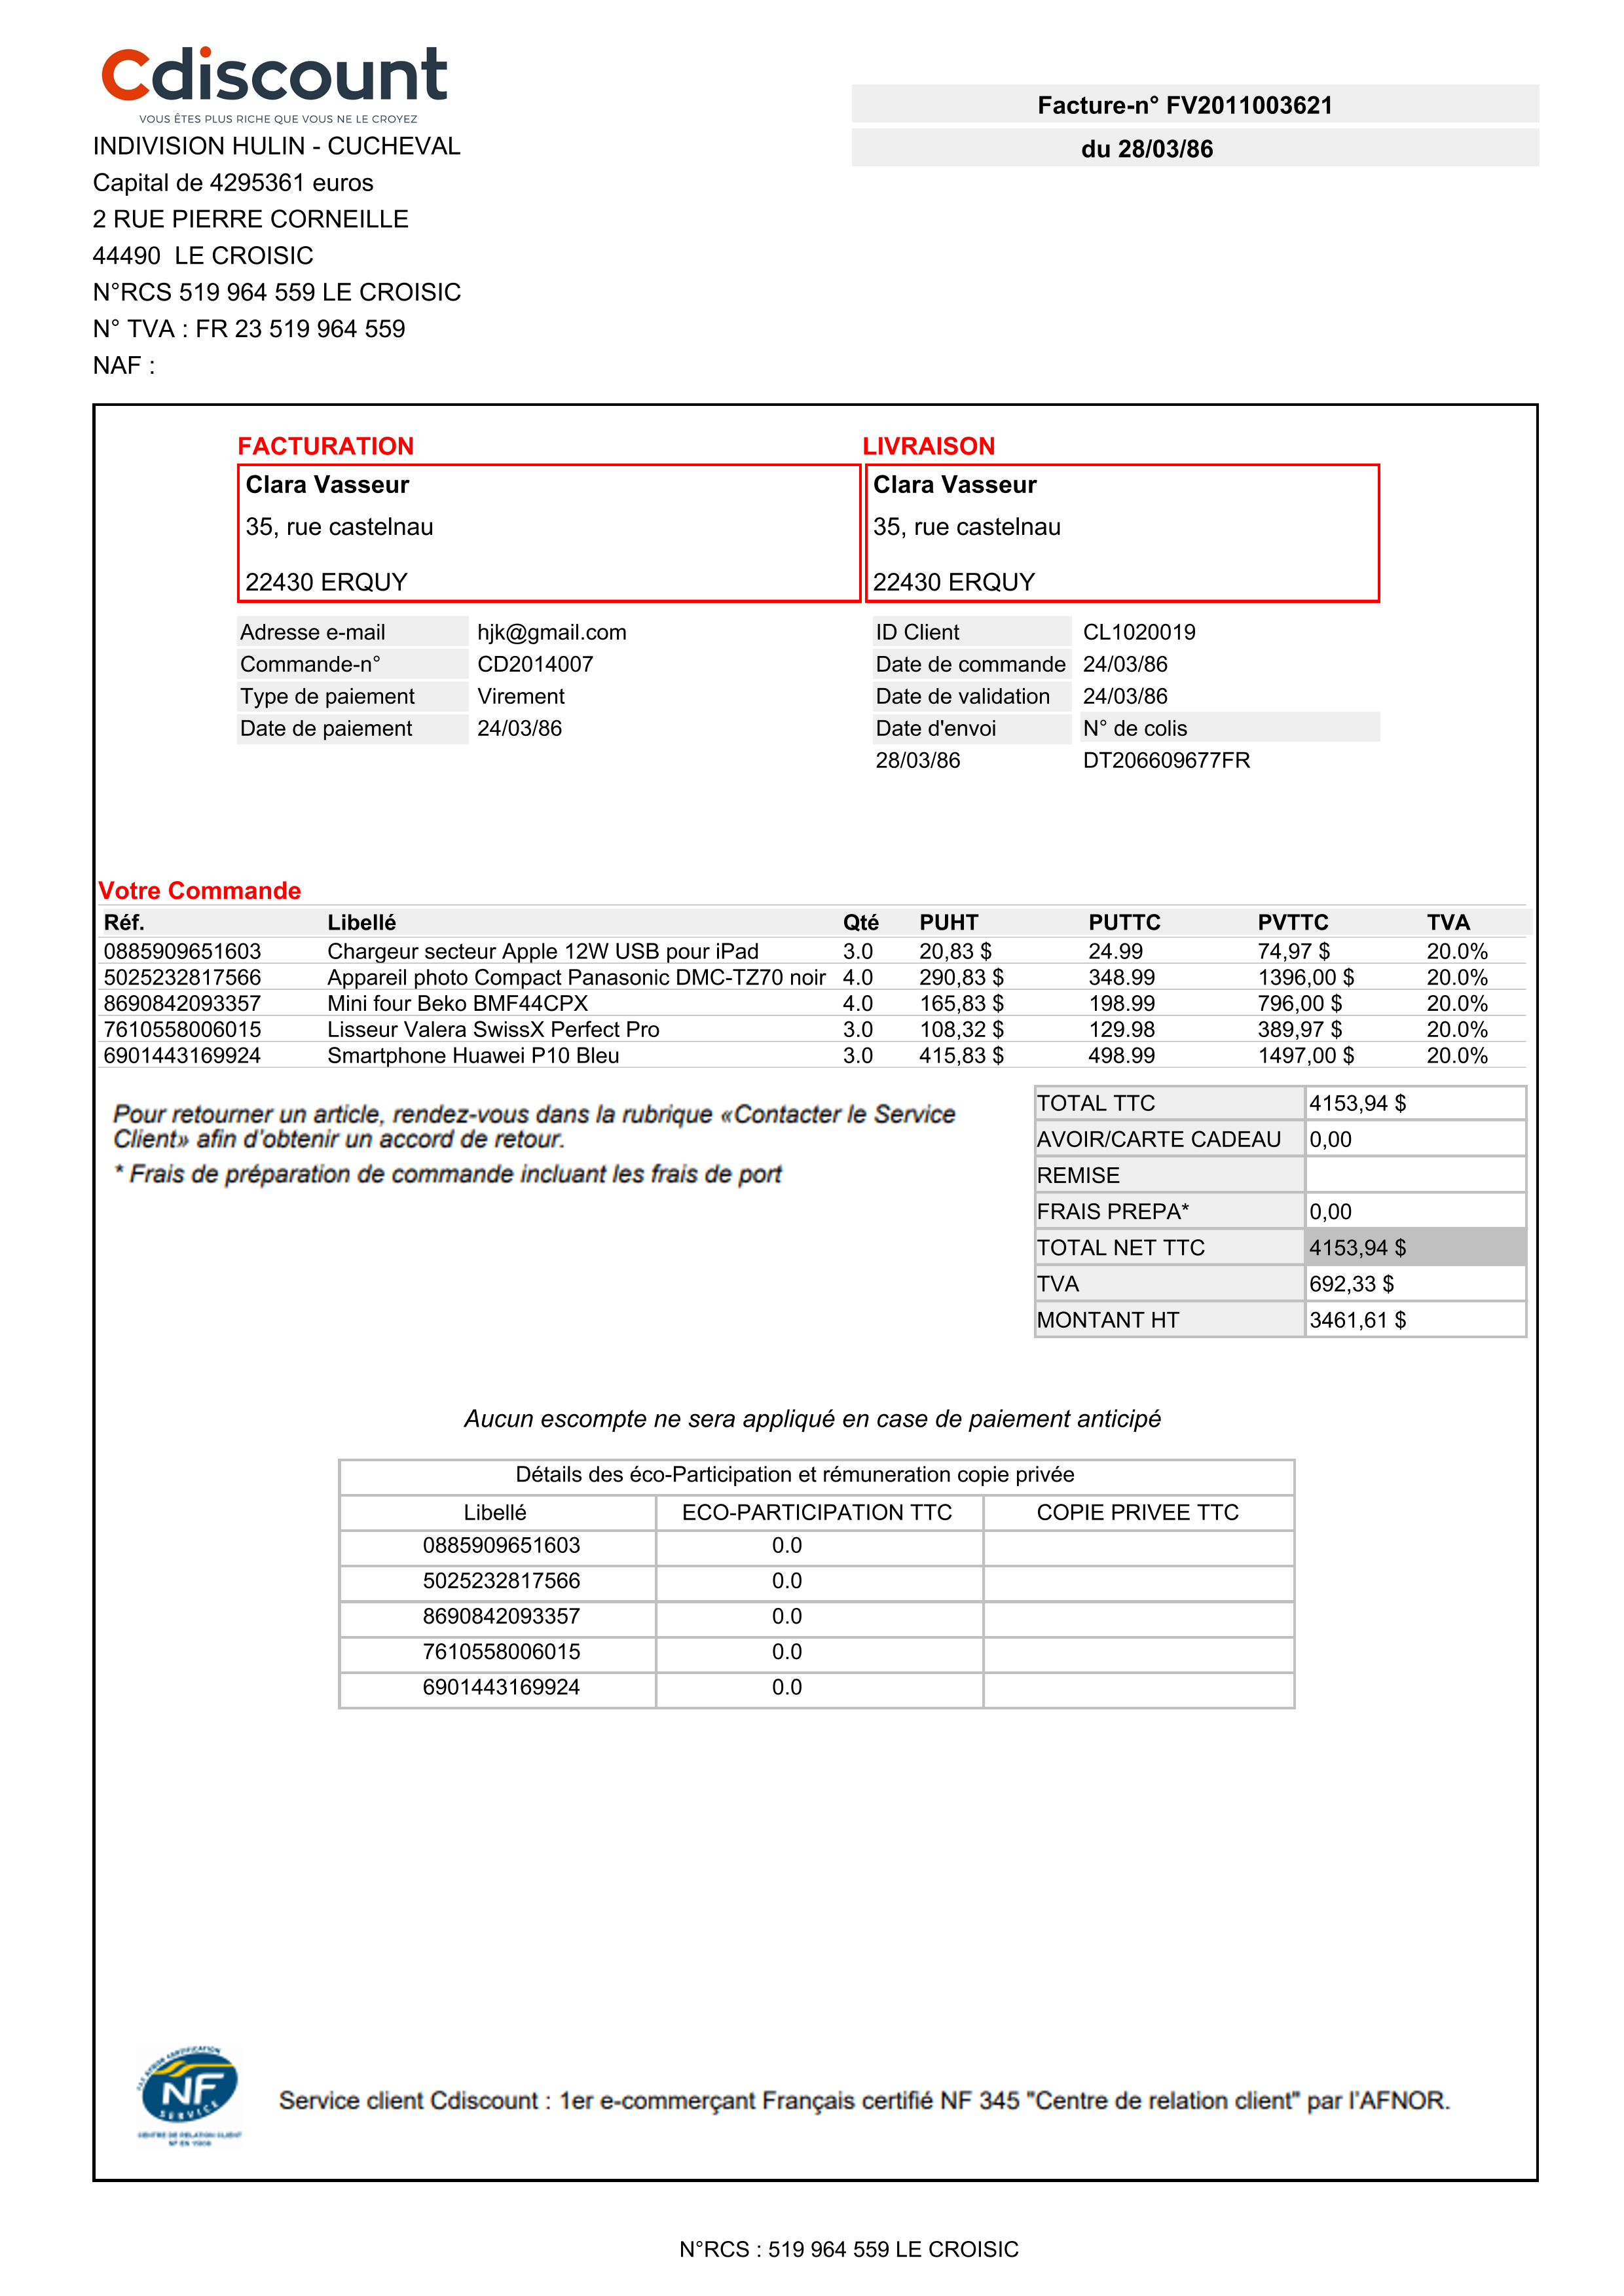 Cdiscount
VOUS ÊTES PLUS RICHE QUE VOUS NE LE CROYEZ
Facture-n° FV2011003621
du 28/03/86
INDIVISION HULIN - CUCHEVAL
Capital de 4295361 euros
2 RUE PIERRE CORNEILLE
44490 LE CROISIC
N°RCS 519 964 559 LE CROISIC
N° TVA : FR 23 519 964 559
NAF :
FACTURATION
Clara Vasseur
35, rue castelnau
22430 ERQUY
LIVRAISON
Clara Vasseur
35, rue castelnau
22430 ERQUY
Adresse e-mail hjk@gmail.com
Commande-n° CD2014007
Type de paiement Virement
Date de paiement 24/03/86
ID Client CL1020019
Date de commande 24/03/86
Date de validation 24/03/86
Date d'envoi N° de colis
28/03/86 DT206609677FR
Votre Commande
Réf. Libellé Qté PUHT PUTTC PVTTC TVA
0885909651603 Chargeur secteur Apple 12W USB pour iPad 3.0 20,83 $ 24.99 74,97 $ 20.0%
5025232817566 Appareil photo Compact Panasonic DMC-TZ70 noir 4.0 290,83 $ 348.99 1396,00 $ 20.0%
8690842093357 Mini four Beko BMF44CPX 4.0 165,83 $ 198.99 796,00 $ 20.0%
7610558006015 Lisseur Valera SwissX Perfect Pro 3.0 108,32 $ 129.98 389,97 $ 20.0%
6901443169924 Smartphone Huawei P10 Bleu 3.0 415,83 $ 498.99 1497,00 $ 20.0%
Pour retourner un article, rendez-vous dans la rubrique «Contacter le Service
Client» afin d'obtenir un accord de retour.
* Frais de préparation de commande incluant les frais de port
TOTAL TTC 4153,94 $
AVOIR/CARTE CADEAU 0,00
REMISE
FRAIS PREPA* 0,00
TOTAL NET TTC 4153,94 $
TVA 692,33 $
MONTANT HT 3461,61 $
Aucun escompte ne sera appliqué en case de paiement anticipé
Détails des éco-Participation et rémuneration copie privée
Libellé ECO-PARTICIPATION TTC COPIE PRIVEE TTC
0885909651603 0.0
5025232817566 0.0
8690842093357 0.0
7610558006015 0.0
6901443169924 0.0
NF
SERVICE
CENTRE DE RELATION CLIENT
Service client Cdiscount : 1er e-commerçant Français certifié NF 345 "Centre de relation client" par l'AFNOR.
N°RCS : 519 964 559 LE CROISIC